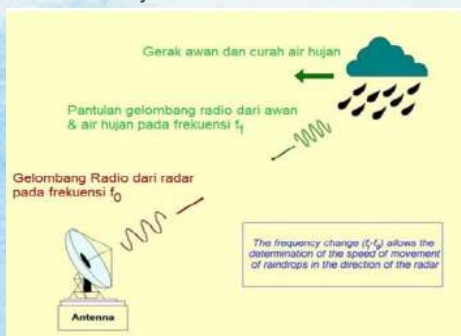 Gerak awan dan curah air hujan
Pantulan gelombang radio dari awan
& air hujan pada frekuensi f1
Gelombang Radio dari radar
pada frekuensi f0
The frequency change (f1-f0) allows the
determination of the speed of movement
of raindrops in the direction of the radar
Antenna